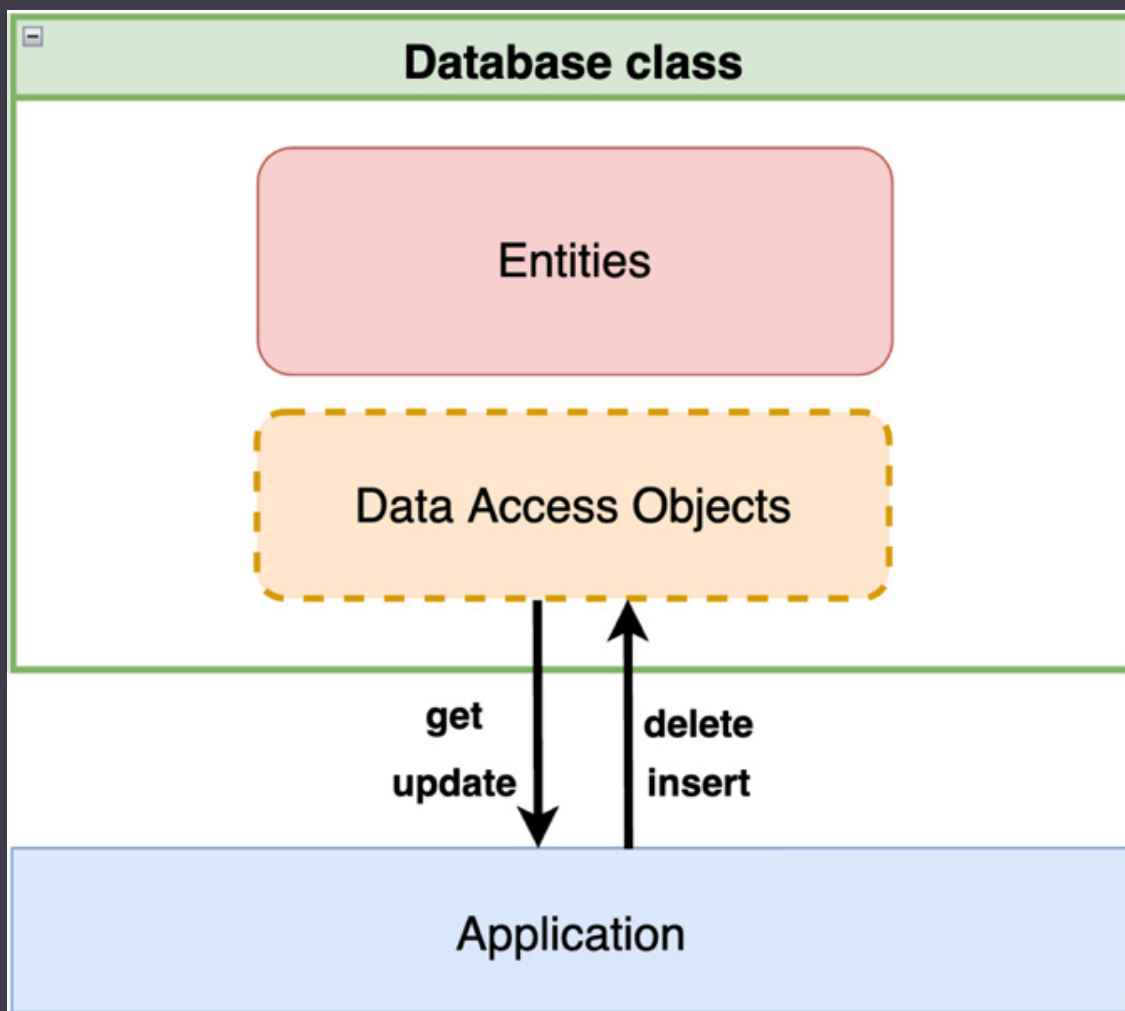 Database class
Entities
Data Access Objects
get
delete
update
insert
Application